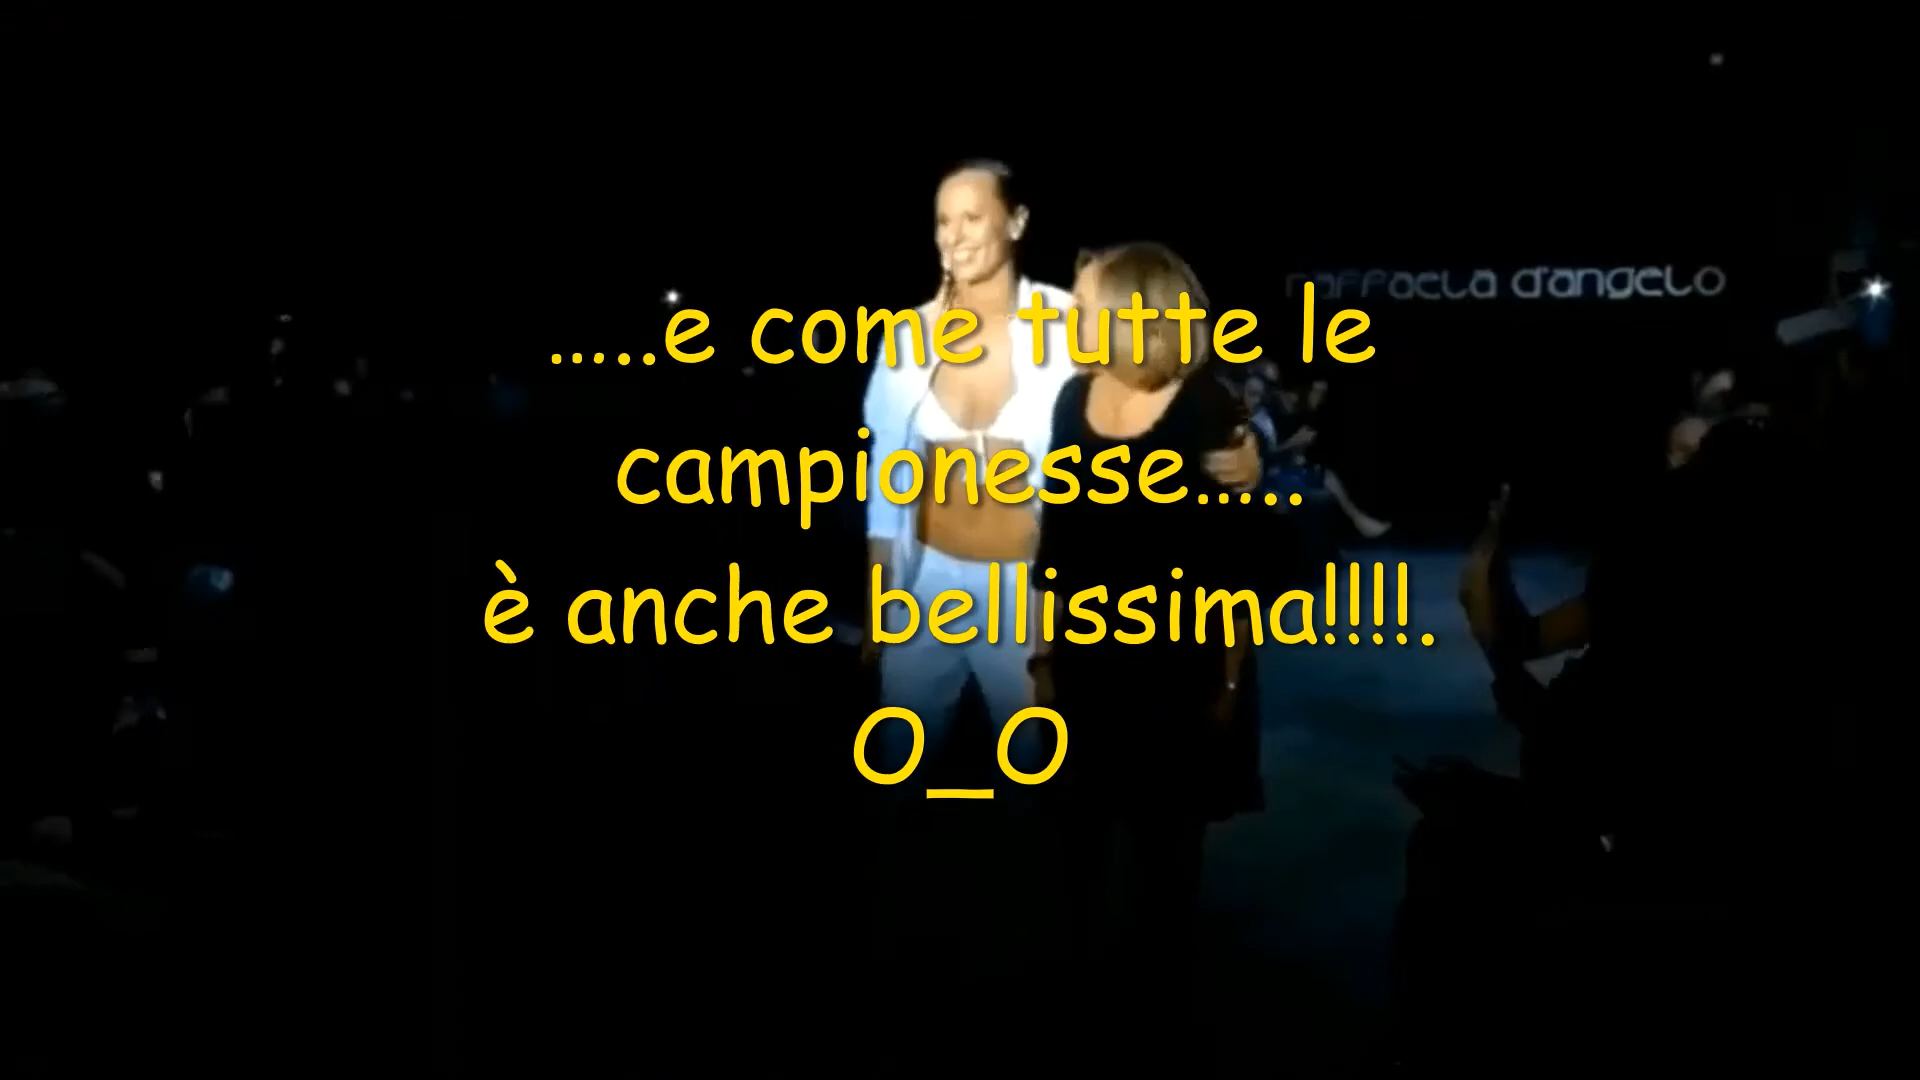 raffaela d'angelo
.....e come tutte le
campionesse.....
è anche bellissima!!!!.
O_O